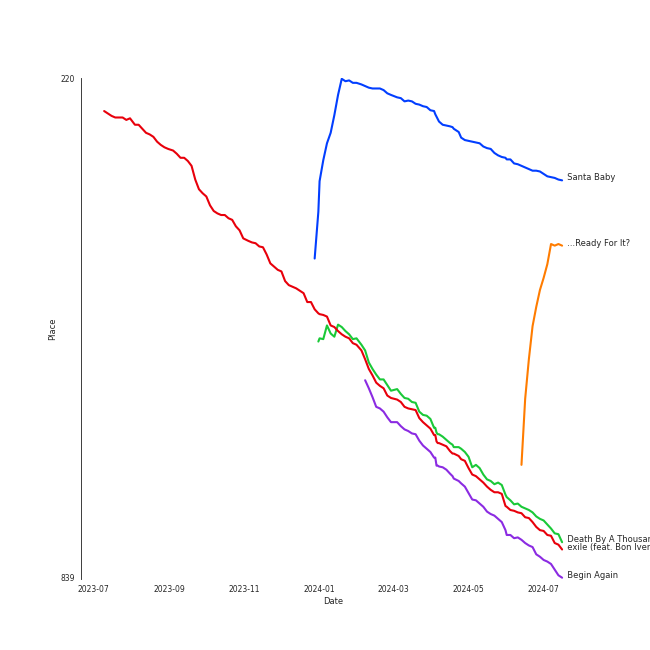 220
Santa Baby
...Ready For It?
Place
Death By A Thousan
exile (feat. Bon Iver
Begin Again
839
2023-07 2023-09 2023-11 2024-01 2024-03 2024-05 2024-07
Date